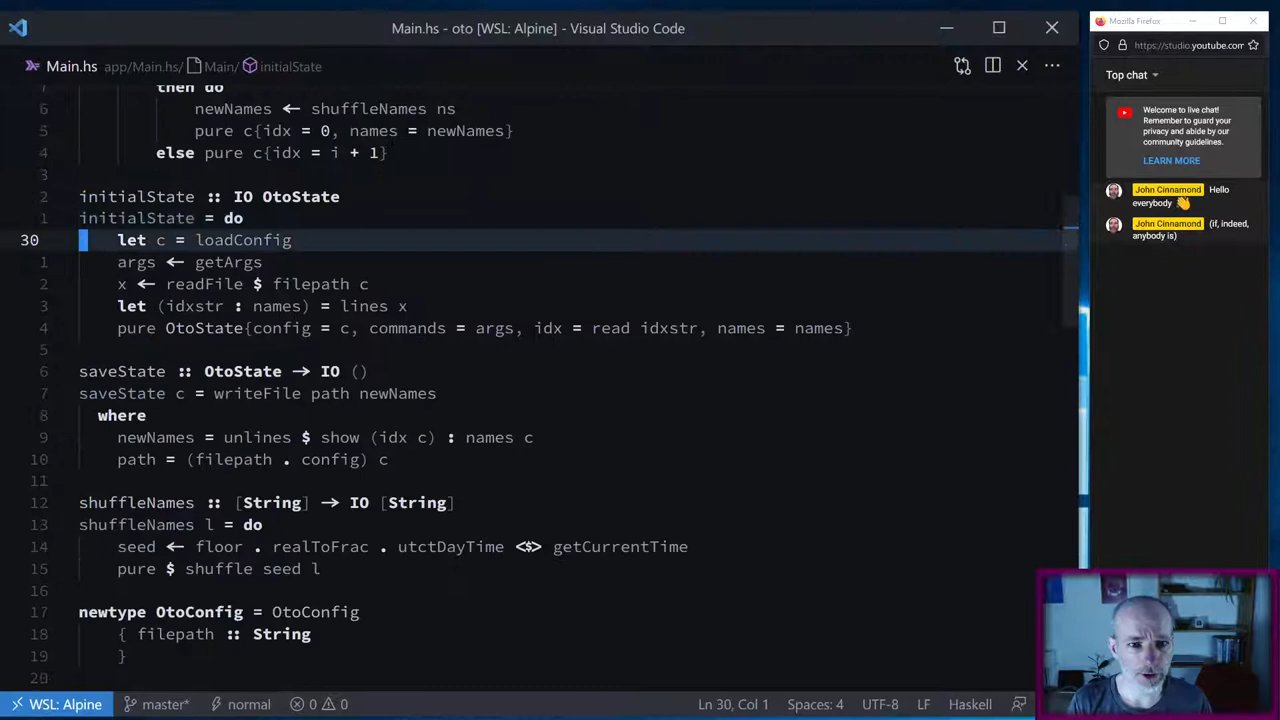 Main.hs - oto [WSL: Alpine] - Visual Studio Code
Main.hs app/Main.hs/ Main/ initialState
7 then do
6 newNames ← shuffleNames ns
5 pure c{idx = 0, names = newNames}
4 else pure c{idx = i + 1}
3
2 initialState :: IO OtoState
1 initialState = do
30 let c = loadConfig
1 args ← getArgs
2 x ← readFile $ filepath c
3 let (idxstr : names) = lines x
4 pure OtoState{config = c, commands = args, idx = read idxstr, names = names}
5
6 saveState :: OtoState → IO ()
7 saveState c = writeFile path newNames
8 where
9 newNames = unlines $ show (idx c) : names c
10 path = (filepath . config) c
11
12 shuffleNames :: [String] → IO [String]
13 shuffleNames l = do
14 seed ← floor . realToFrac . utctDayTime <$> getCurrentTime
15 pure $ shuffle seed l
16
17 newtype OtoConfig = OtoConfig
18 { filepath :: String
19 }
20
WSL: Alpine master* normal 0 0 Ln 30, Col 1 Spaces: 4 UTF-8 LF Haskell
Mozilla Firefox
https://studio.youtube.com
Top chat
Welcome to live chat!
Remember to guard your
privacy and abide by our
community guidelines.
LEARN MORE
John Cinnamond Hello
everybody 👋
John Cinnamond (if, indeed,
anybody is)